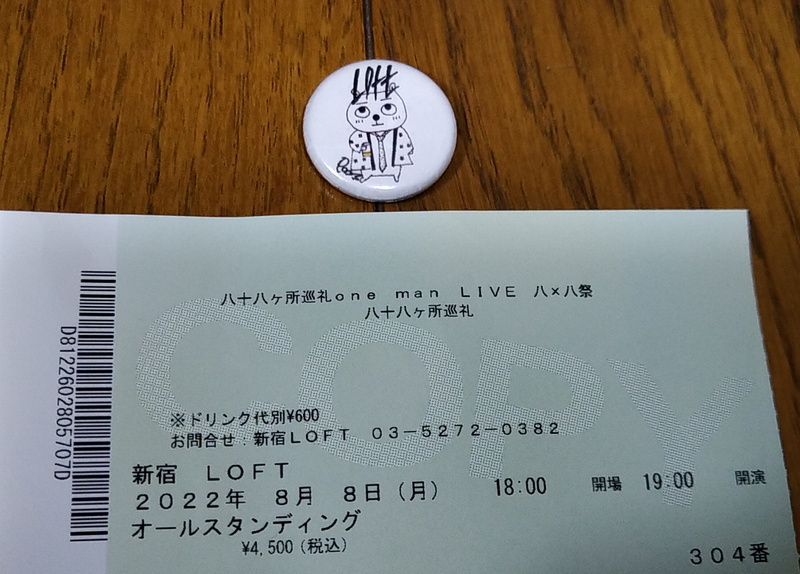 LOFT
八十八ヶ所巡礼one man LIVE 八×八祭
八十八ヶ所巡礼
COPY
※ドリンク代別¥600
お問合せ:新宿LOFT 03-5272-0382
新宿 LOFT
2022年 8月 8日(月) 18:00 開場 19:00 開演
オールスタンディング
¥4,500(税込)
304番
D812260280570​7D